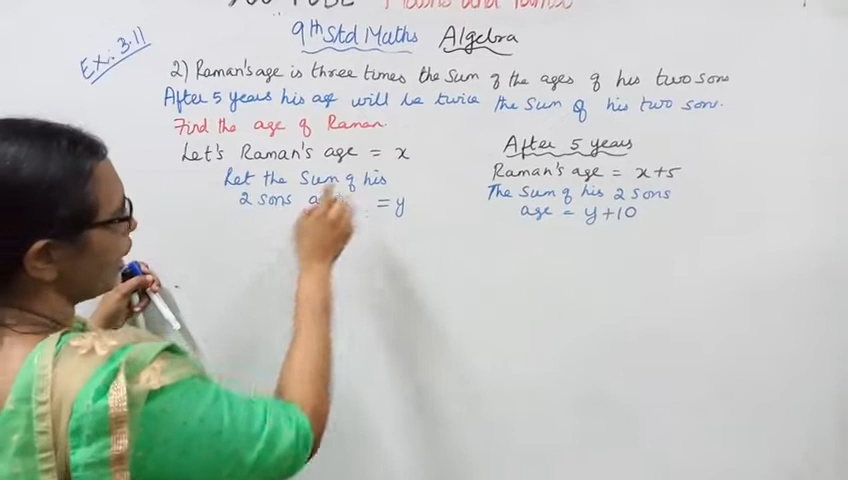 9th Std Maths Algebra
Ex: 3.11
2) Raman's age is three times the sum of the ages of his two sons
After 5 years his age will be twice the sum of his two sons.
Find the age of Raman.
Let's Raman's age = x
Let the sum of his
2 sons = y
After 5 years
Raman's age = x+5
The sum of his 2 sons
age = y+10